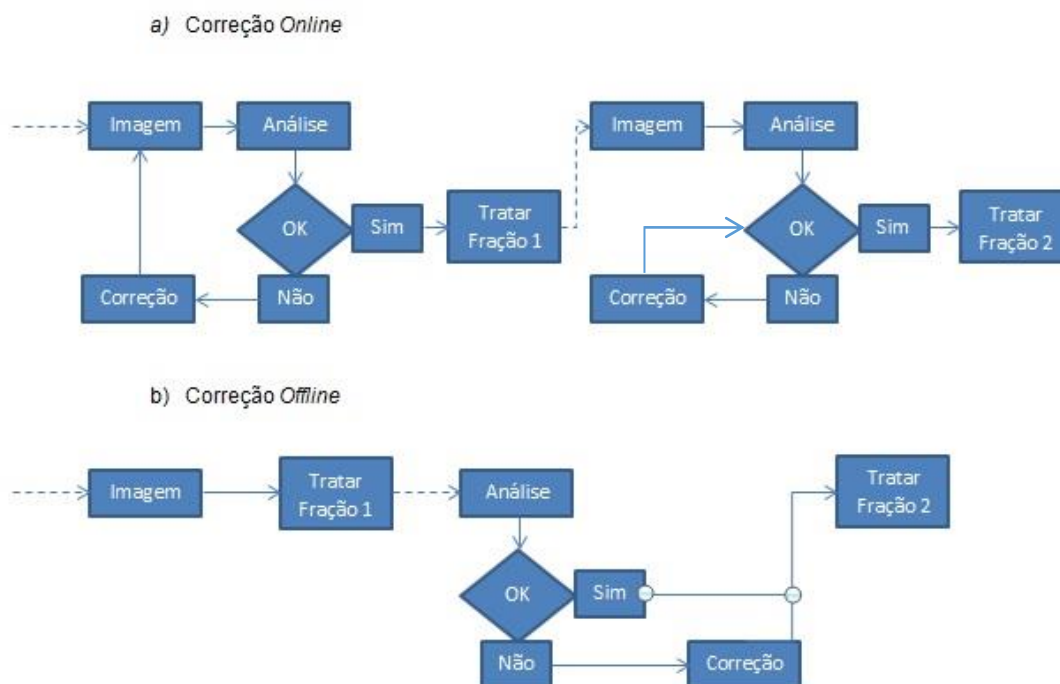 a) Correção Online
Imagem
Análise
OK
Sim
Tratar
Fração 1
Não
Correção
Imagem
Análise
OK
Sim
Tratar
Fração 2
Não
Correção
b) Correção Offline
Imagem
Tratar
Fração 1
Análise
OK
Sim
Não
Correção
Tratar
Fração 2